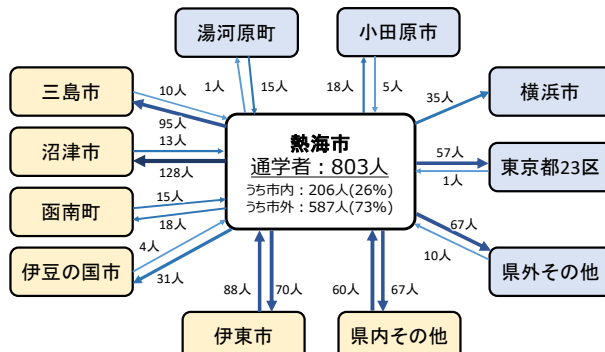 湯河原町
小田原市
三島市
10人
1人
15人
18人
5人
35人
横浜市
95人
13人
沼津市
128人
熱海市
通学者：803人
うち市内：206人(26%)
うち市外：587人(73%)
57人
1人
東京都23区
函南町
15人
18人
67人
10人
県外その他
伊豆の国市
4人
31人
88人
70人
60人
67人
伊東市
県内その他